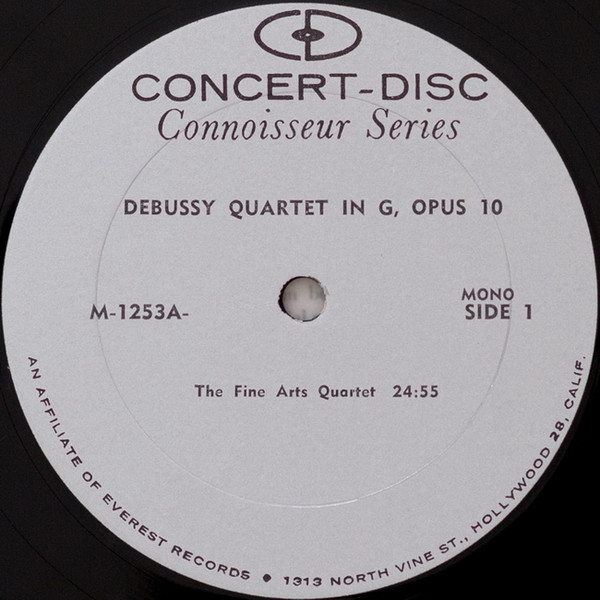 CD
CONCERT-DISC
Connoisseur Series
DEBUSSY QUARTET IN G, OPUS 10
M-1253A-
MONO
SIDE 1
The Fine Arts Quartet 24:55
AN AFFILIATE OF EVEREST RECORDS ● 1313 NORTH VINE ST., HOLLYWOOD 28, CALIF.